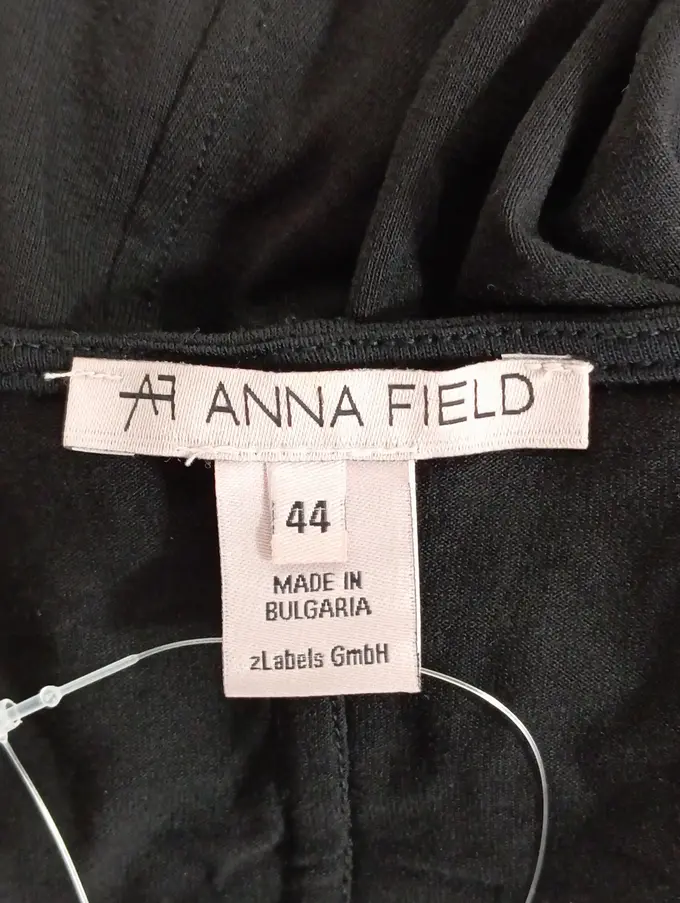 AF ANNA FIELD
44
MADE IN
BULGARIA
zLabels GmbH